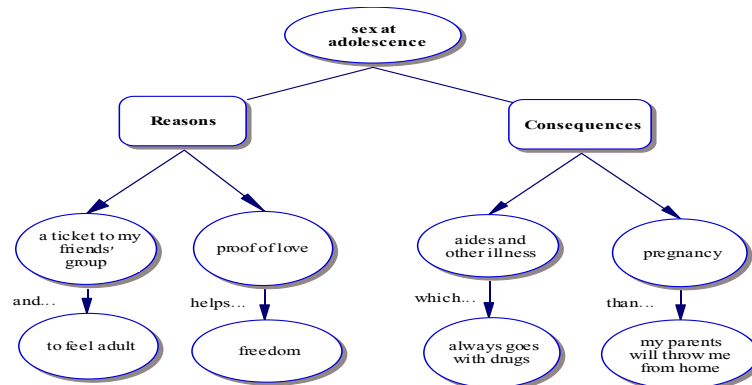 sex at
adolescence
Reasons
Consequences
a ticket to my
friends'
group
proof of love
aides and
other illness
pregnancy
and...
helps...
which...
than...
to feel adult
freedom
always goes
with drugs
my parents
will throw me
from home